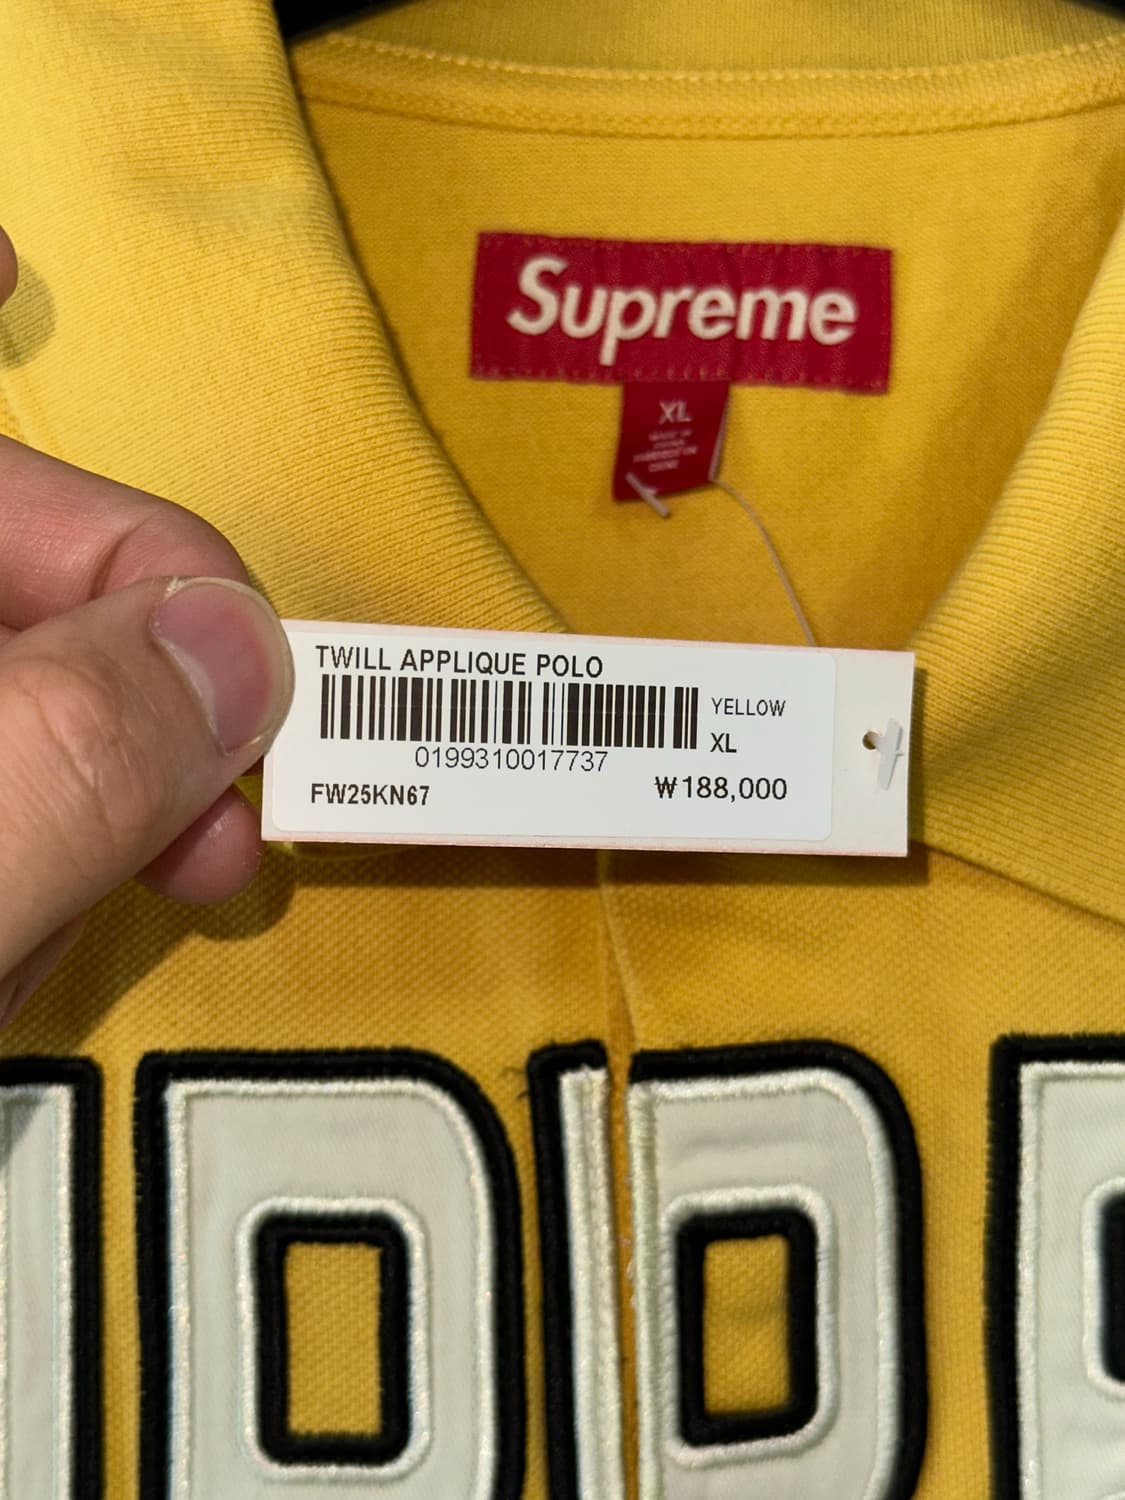 Supreme
XL
TWILL APPLIQUE POLO
YELLOW
XL
0199310017737
FW25KN67
₩188,000